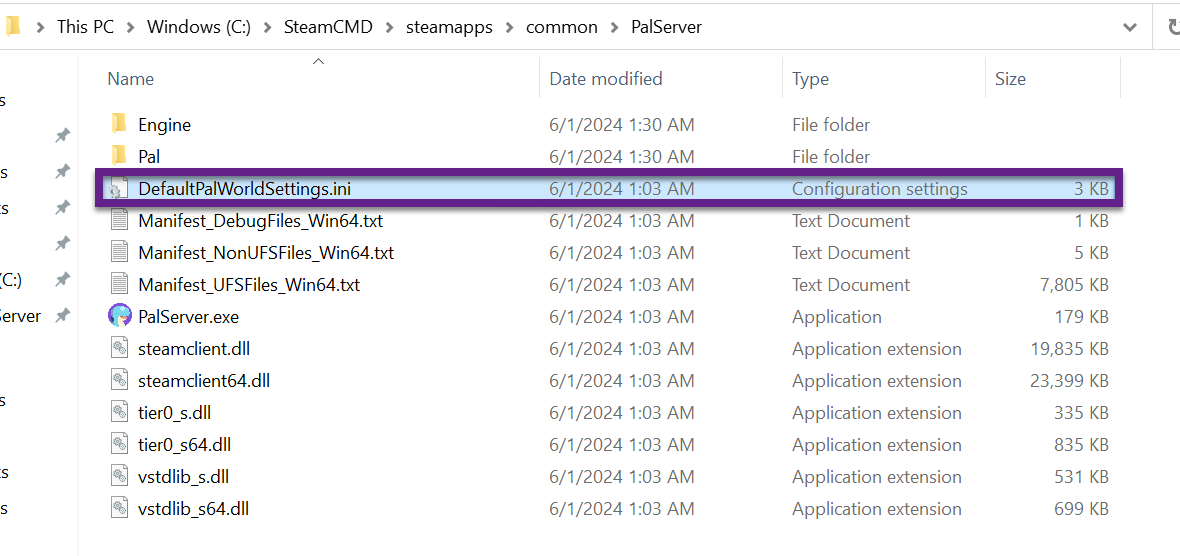 This PC > Windows (C:) > SteamCMD > steamapps > common > PalServer
Name Date modified Type Size
Engine 6/1/2024 1:30 AM File folder
Pal 6/1/2024 1:30 AM File folder
DefaultPalWorldSettings.ini 6/1/2024 1:03 AM Configuration settings 3 KB
Manifest_DebugFiles_Win64.txt 6/1/2024 1:03 AM Text Document 1 KB
Manifest_NonUFSFiles_Win64.txt 6/1/2024 1:03 AM Text Document 5 KB
(C:) Manifest_UFSFiles_Win64.txt 6/1/2024 1:03 AM Text Document 7,805 KB
PalServer.exe 6/1/2024 1:03 AM Application 179 KB
steamclient.dll 6/1/2024 1:03 AM Application extension 19,835 KB
steamclient64.dll 6/1/2024 1:03 AM Application extension 23,399 KB
tier0_s.dll 6/1/2024 1:03 AM Application extension 335 KB
tier0_s64.dll 6/1/2024 1:03 AM Application extension 835 KB
vstdlib_s.dll 6/1/2024 1:03 AM Application extension 531 KB
vstdlib_s64.dll 6/1/2024 1:03 AM Application extension 699 KB